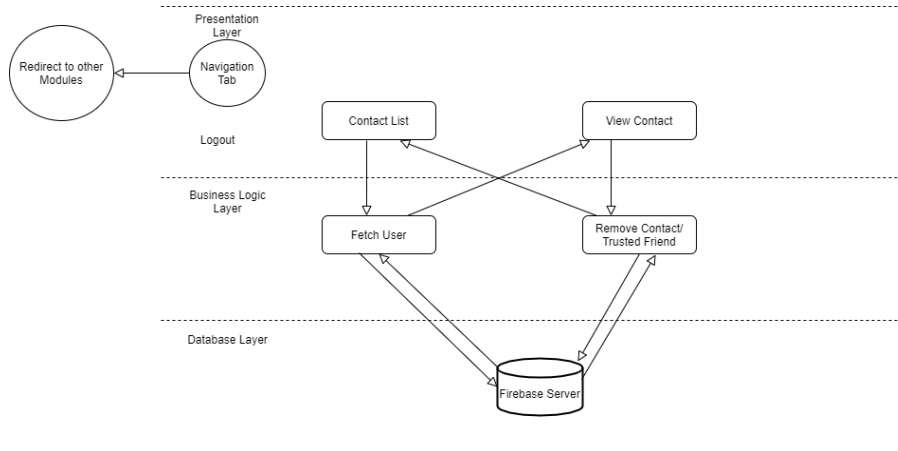 Presentation
Layer
Redirect to other
Modules
Navigation
Tab
Contact List
View Contact
Logout
Business Logic
Layer
Fetch User
Remove Contact/
Trusted Friend
Database Layer
Firebase Server